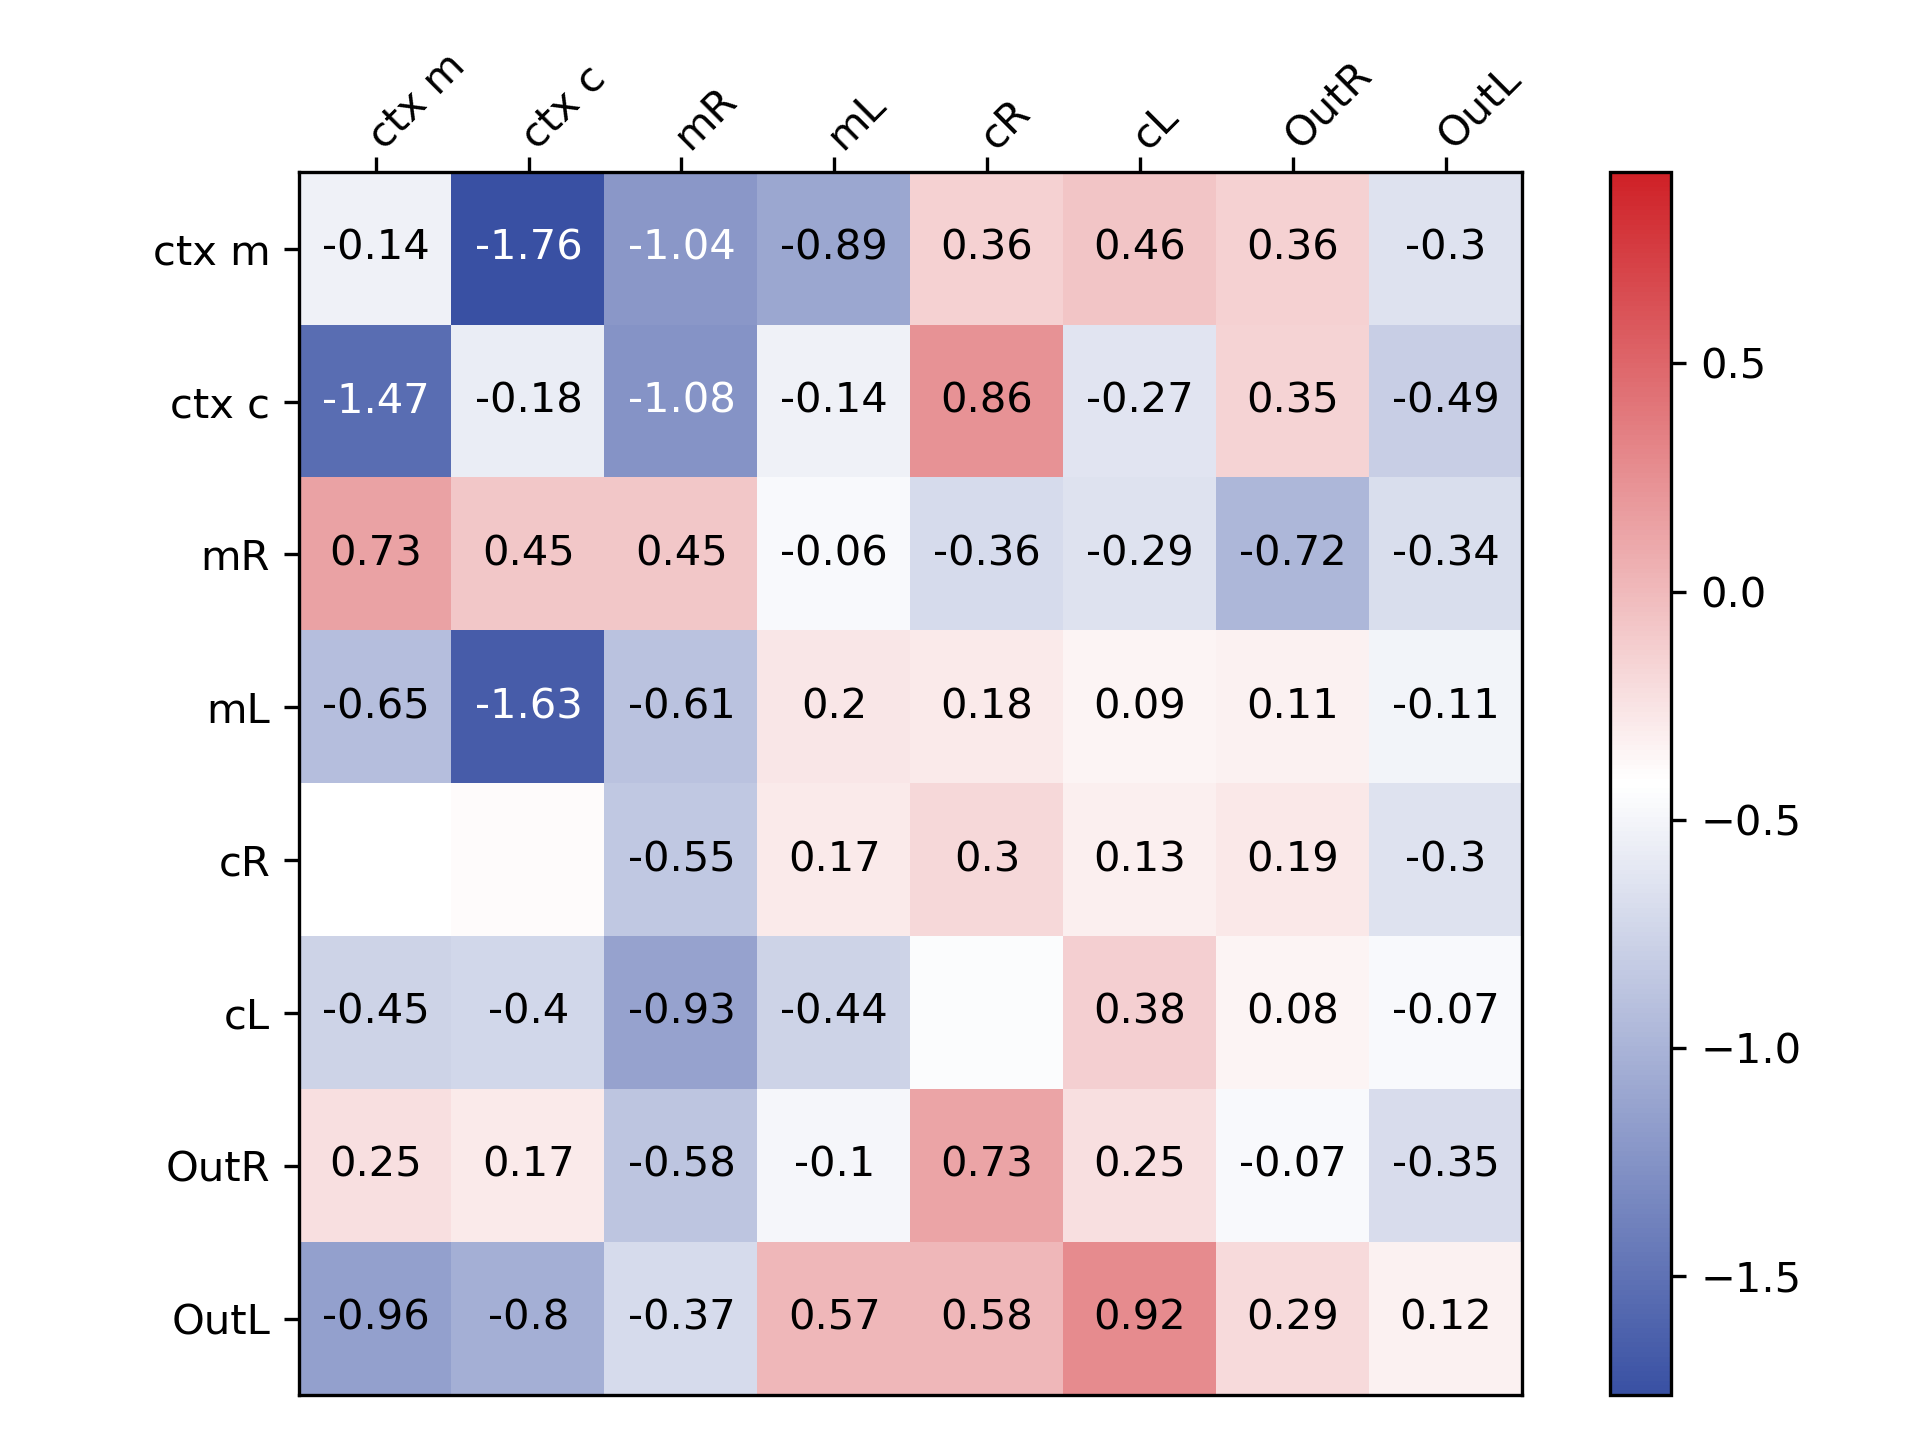 ctx m ctx c mR mL cR cL OutR OutL
ctx m -0.14 -1.76 -1.04 -0.89 0.36 0.46 0.36 -0.3
ctx c -1.47 -0.18 -1.08 -0.14 0.86 -0.27 0.35 -0.49
mR 0.73 0.45 0.45 -0.06 -0.36 -0.29 -0.72 -0.34
mL -0.65 -1.63 -0.61 0.2 0.18 0.09 0.11 -0.11
cR -0.55 0.17 0.3 0.13 0.19 -0.3
cL -0.45 -0.4 -0.93 -0.44 0.38 0.08 -0.07
OutR 0.25 0.17 -0.58 -0.1 0.73 0.25 -0.07 -0.35
OutL -0.96 -0.8 -0.37 0.57 0.58 0.92 0.29 0.12
0.5
0.0
−0.5
−1.0
−1.5